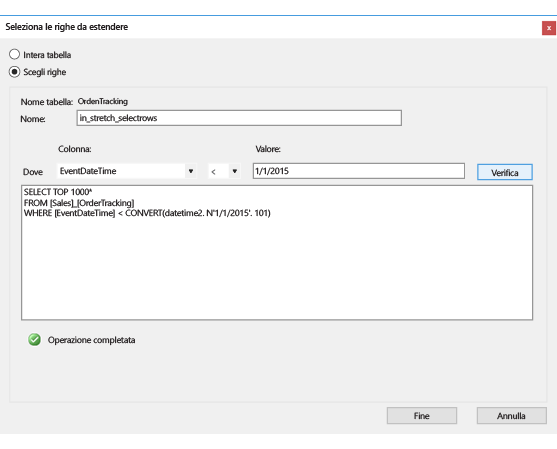 Seleziona le righe da estendere
x
Intera tabella
Scegli righe
Nome tabella: OrdenTracking
Nome: in_stretch_selectrows
Colonna: Valore:
Dove EventDateTime < 1/1/2015 Verifica
SELECT TOP 1000*
FROM [Sales]_[OrderTracking]
WHERE [EventDateTime] < CONVERT(datetime2. N'1/1/2015'. 101)
Operazione completata
Fine Annulla